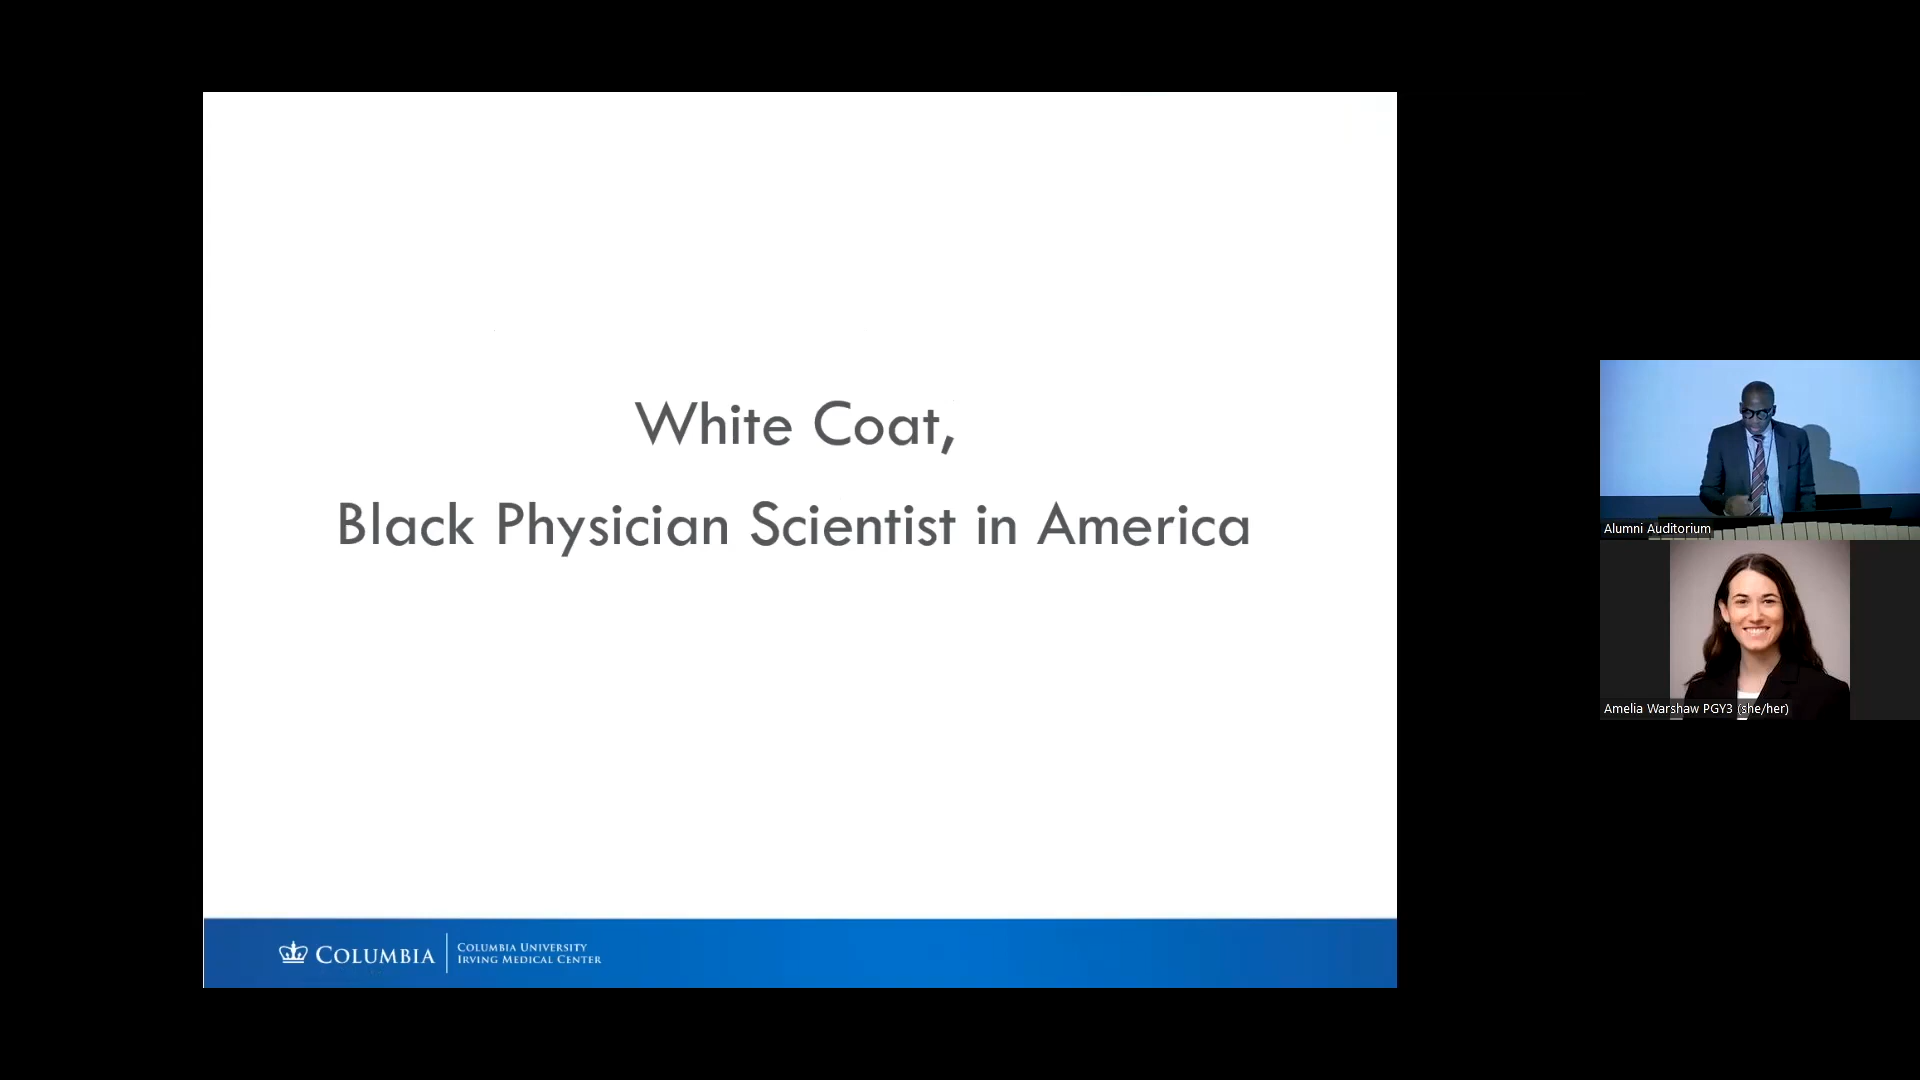 White Coat,
Black Physician Scientist in America
COLUMBIA
COLUMBIA UNIVERSITY
IRVING MEDICAL CENTER
Alumni Auditorium
Amelia Warshaw PGY3 (she/her)